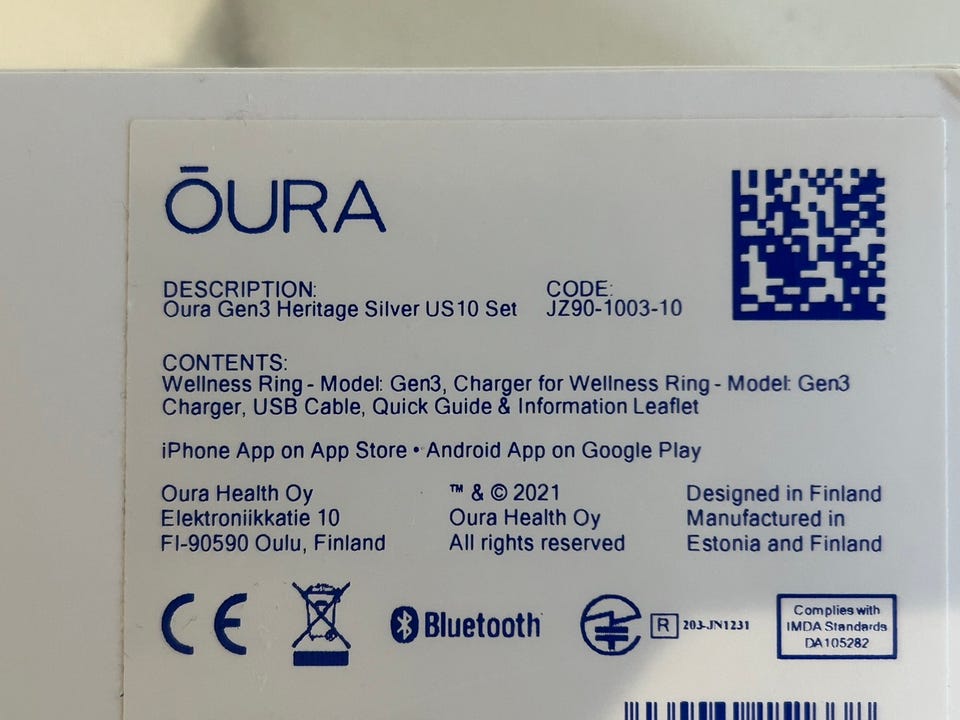 ŌURA
DESCRIPTION:
Oura Gen3 Heritage Silver US10 Set
CODE:
JZ90-1003-10
CONTENTS:
Wellness Ring - Model: Gen3, Charger for Wellness Ring - Model: Gen3
Charger, USB Cable, Quick Guide & Information Leaflet
iPhone App on App Store • Android App on Google Play
Oura Health Oy
Elektroniikkatie 10
FI-90590 Oulu, Finland
™ & © 2021
Oura Health Oy
All rights reserved
Designed in Finland
Manufactured in
Estonia and Finland
CE
Bluetooth
R 203-JN1231
Complies with
IMDA Standards
DA105282